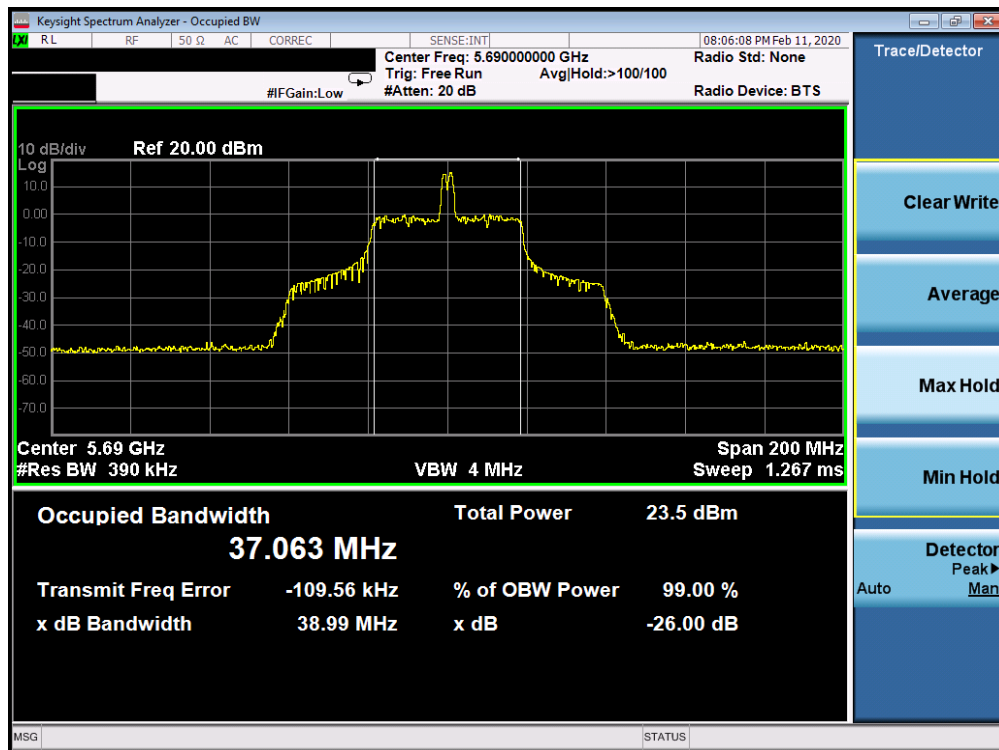 Keysight Spectrum Analyzer - Occupied BW
LXI RL RF 50 Ω AC CORREC SENSE:INT 08:06:08 PM Feb 11, 2020
Center Freq: 5.690000000 GHz Radio Std: None
Trig: Free Run Avg|Hold:>100/100
#IFGain:Low #Atten: 20 dB Radio Device: BTS
10 dB/div Ref 20.00 dBm
Log
10.0
0.00
-10.0
-20.0
-30.0
-40.0
-50.0
-60.0
-70.0
Center 5.69 GHz Span 200 MHz
#Res BW 390 kHz VBW 4 MHz Sweep 1.267 ms
Occupied Bandwidth Total Power 23.5 dBm
37.063 MHz
Transmit Freq Error -109.56 kHz % of OBW Power 99.00 %
x dB Bandwidth 38.99 MHz x dB -26.00 dB
MSG STATUS
Trace/Detector
Clear Write
Average
Max Hold
Min Hold
Detector
Peak▶
Auto Man